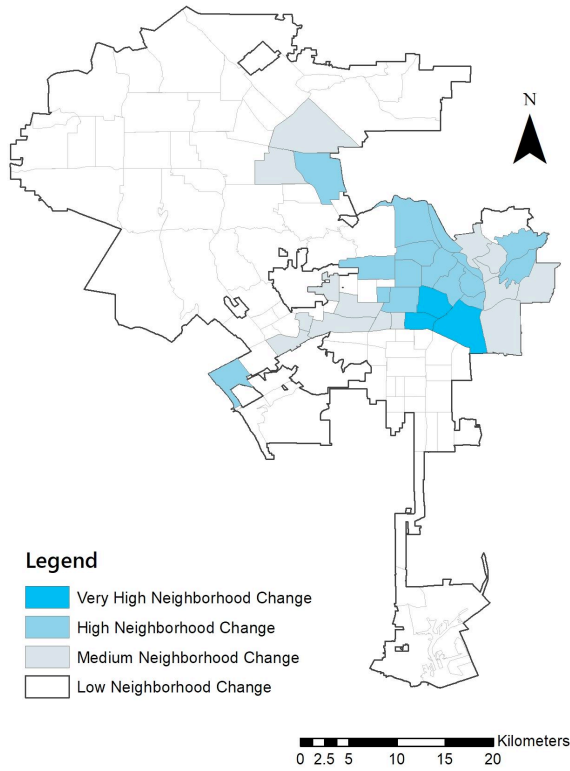 N
Legend
Very High Neighborhood Change
High Neighborhood Change
Medium Neighborhood Change
Low Neighborhood Change
Kilometers
0 2.5 5 10 15 20